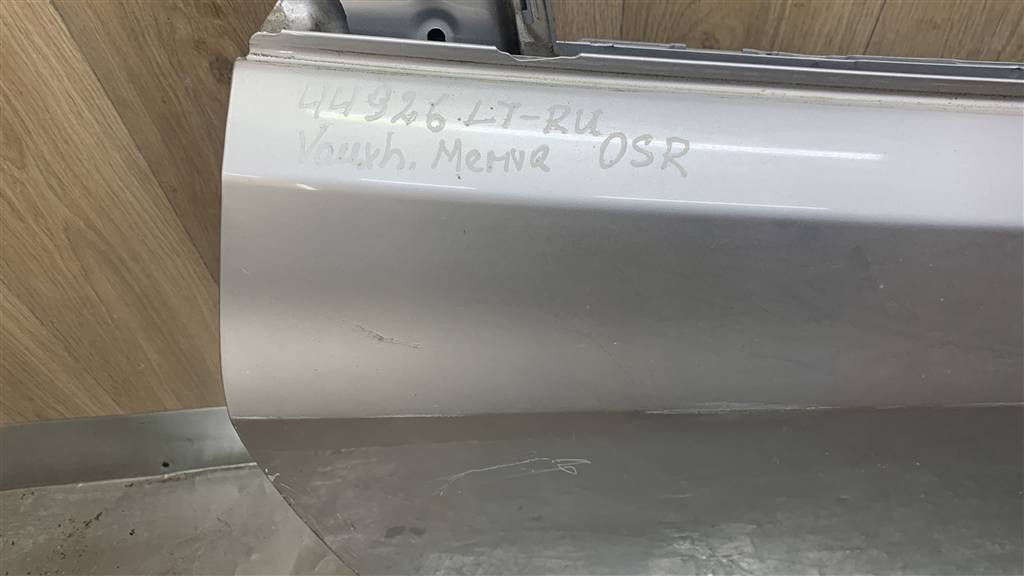 44926 LT-RU
Vauxh. Meriva OSR